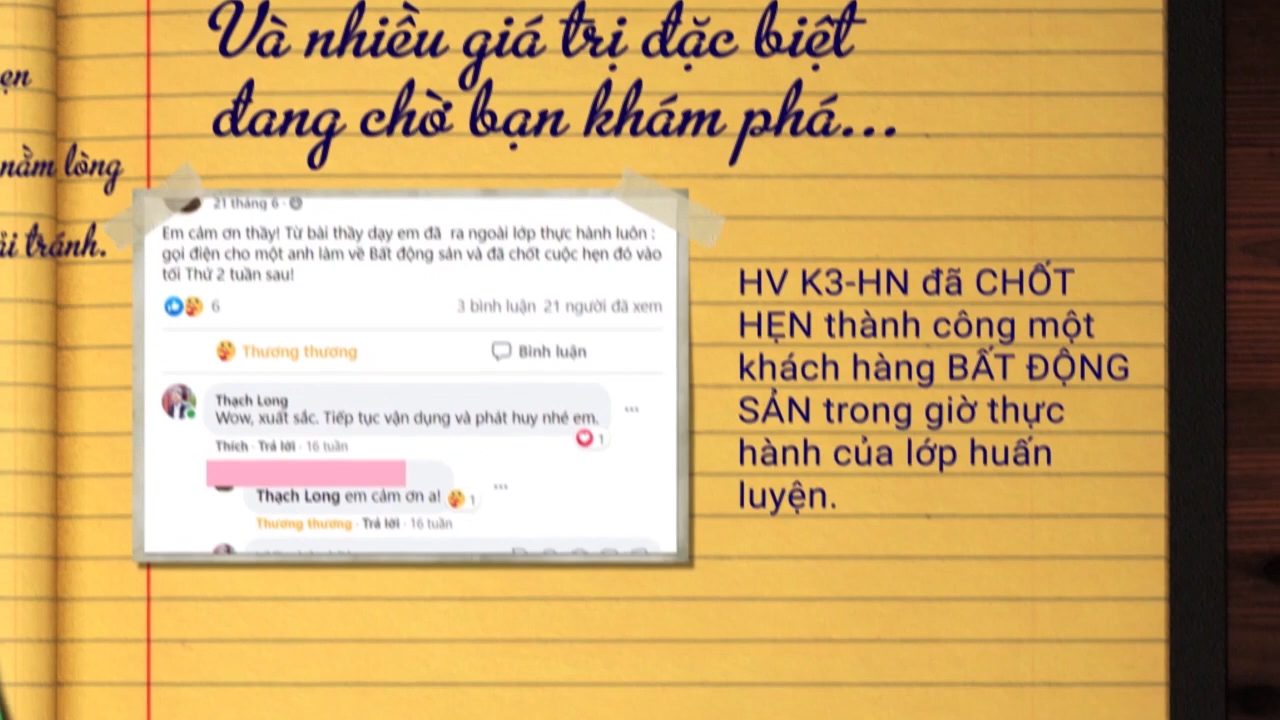 Và nhiều giá trị đặc biệt
đang chờ bạn khám phá...
ẹn
nằm lòng
ải tránh.
21 tháng 6 ·
Em cảm ơn thầy! Từ bài thầy dạy em đã ra ngoài lớp thực hành luôn :
gọi điện cho một anh làm về Bất động sản và đã chốt cuộc hẹn đó vào
tối Thứ 2 tuần sau!
6
3 bình luận 21 người đã xem
Thương thương
Bình luận
Thạch Long
Wow, xuất sắc. Tiếp tục vận dụng và phát huy nhé em.
1
Thích · Trả lời · 16 tuần
Thạch Long em cảm ơn ạ!
1
Thương thương · Trả lời · 16 tuần
HV K3-HN đã CHỐT
HẸN thành công một
khách hàng BẤT ĐỘNG
SẢN trong giờ thực
hành của lớp huấn
luyện.